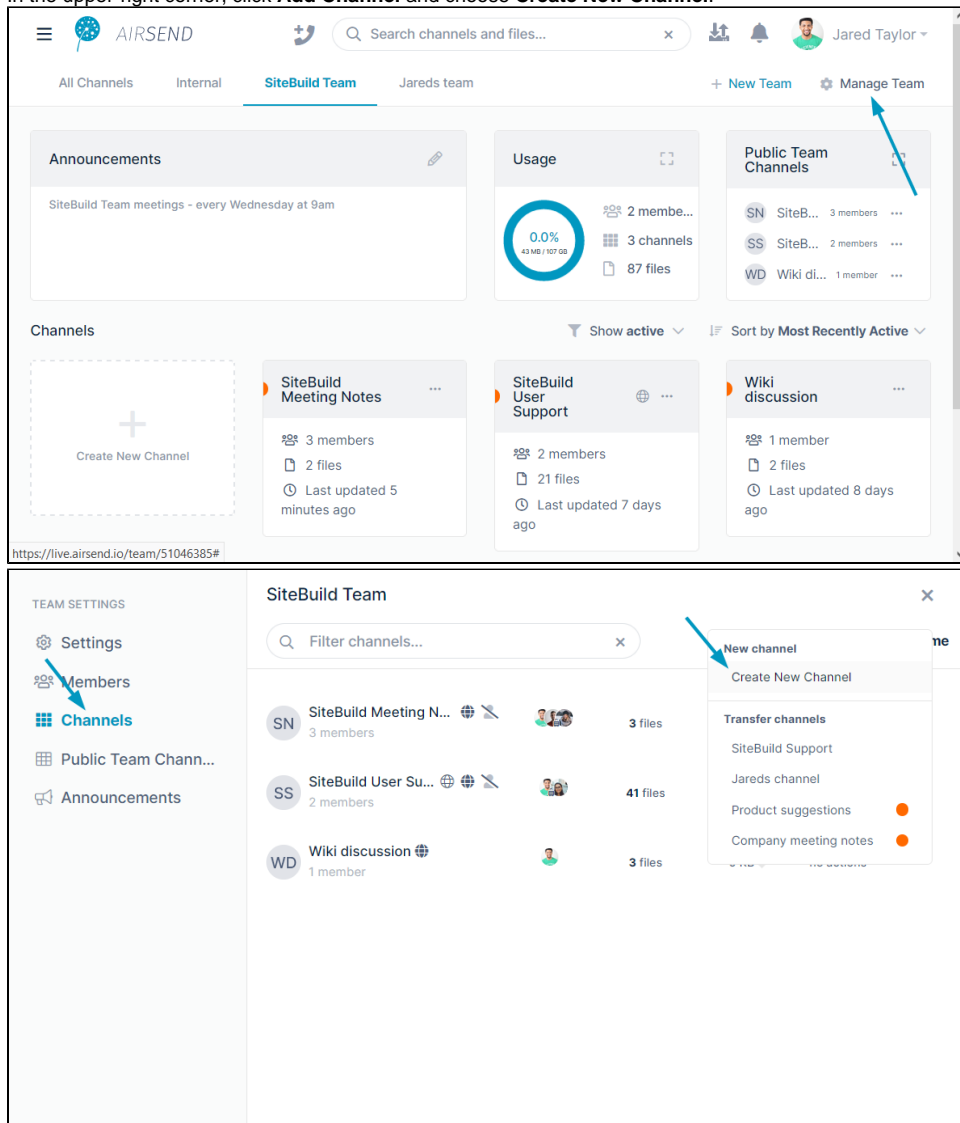 In the upper right corner, click Add Channel and choose Create New Channel.
AIRSEND
Search channels and files...
Jared Taylor
All Channels
Internal
SiteBuild Team
Jareds team
+ New Team
Manage Team
Announcements
SiteBuild Team meetings - every Wednesday at 9am
Usage
0.0%
43 MB / 107 GB
2 membe...
3 channels
87 files
Public Team
Channels
SN SiteB... 3 members ...
SS SiteB... 2 members ...
WD Wiki di... 1 member ...
Channels
Show active
Sort by Most Recently Active
Create New Channel
SiteBuild
Meeting Notes
...
3 members
2 files
Last updated 5
minutes ago
SiteBuild
User
Support
...
2 members
21 files
Last updated 7 days
ago
Wiki
discussion
...
1 member
2 files
Last updated 8 days
ago
https://live.airsend.io/team/51046385#
TEAM SETTINGS
Settings
Members
Channels
Public Team Chann...
Announcements
SiteBuild Team
Filter channels...
me
New channel
Create New Channel
Transfer channels
SiteBuild Support
Jareds channel
Product suggestions
Company meeting notes
SN SiteBuild Meeting N...
3 members
3 files
SS SiteBuild User Su...
2 members
41 files
WD Wiki discussion
1 member
3 files